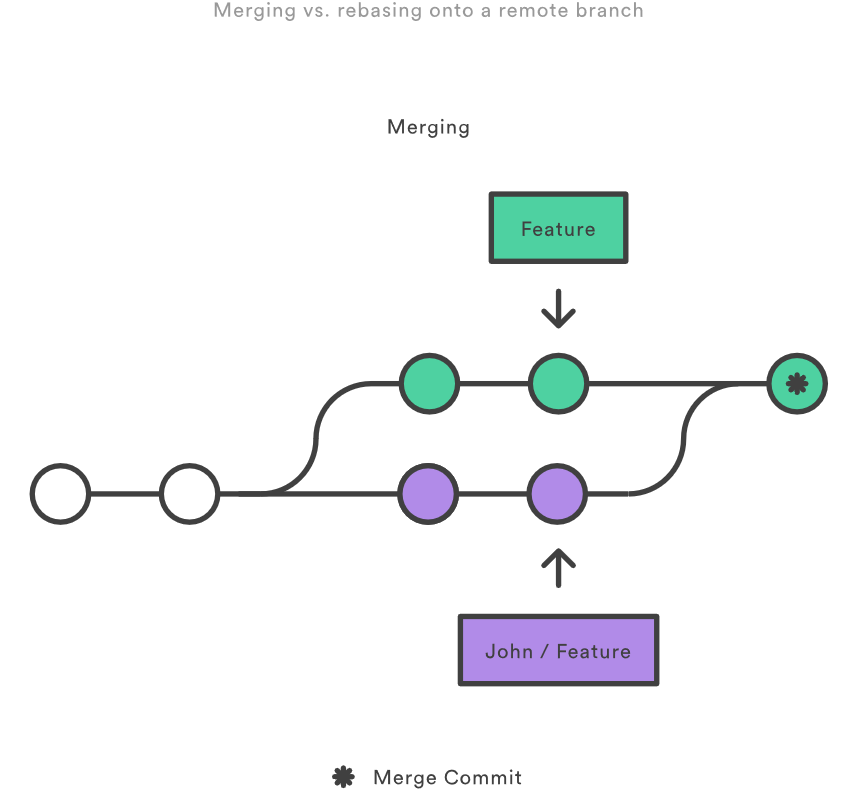 Merging vs. rebasing onto a remote branch
Merging
Feature
John / Feature
Merge Commit